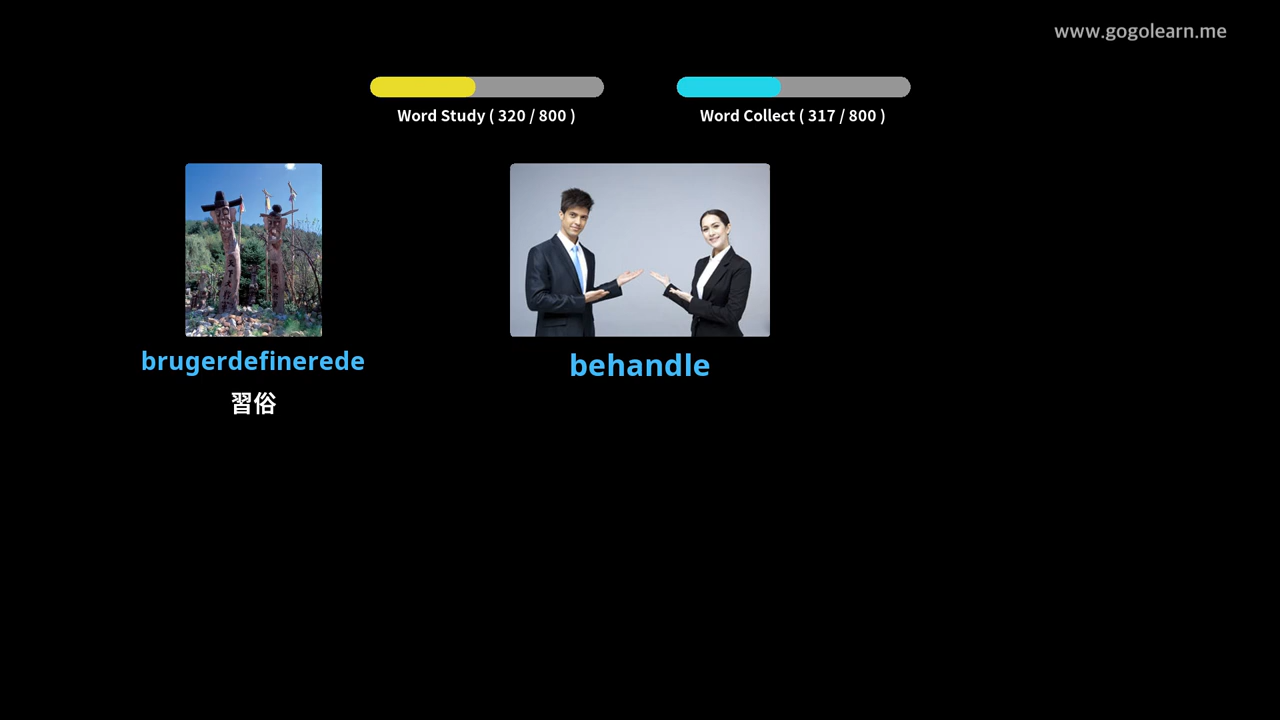 www.gogolearn.me
Word Study ( 320 / 800 )
Word Collect ( 317 / 800 )
brugerdefinerede
習俗
behandle